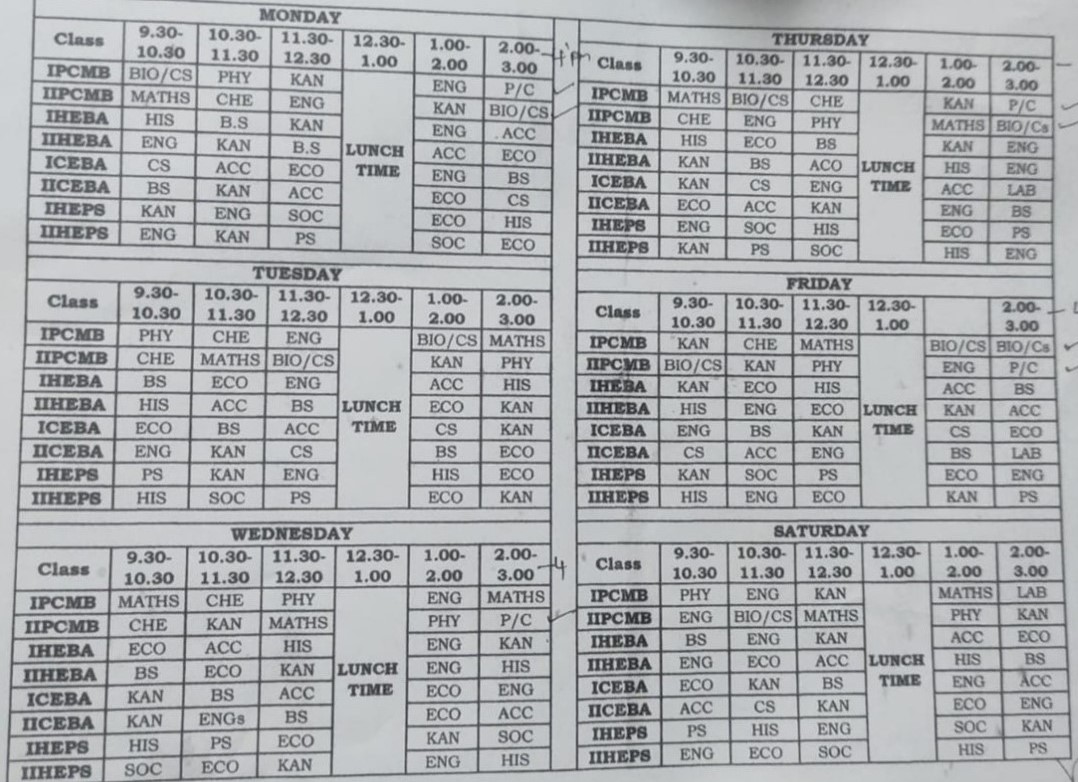 MONDAY
Class 9.30-10.30 10.30-11.30 11.30-12.30 12.30-1.00 1.00-2.00 2.00-3.00 4pm
IPCMB BIO/CS PHY KAN ENG P/C
IIPCMB MATHS CHE ENG KAN BIO/CS
IHEBA HIS B.S KAN ENG ACC
IIHEBA ENG KAN B.S LUNCH TIME ACC ECO
ICEBA CS ACC ECO ENG BS
IICEBA BS KAN ACC ECO CS
IHEPS KAN ENG SOC ECO HIS
IIHEPS ENG KAN PS SOC ECO
TUESDAY
Class 9.30-10.30 10.30-11.30 11.30-12.30 12.30-1.00 1.00-2.00 2.00-3.00
IPCMB PHY CHE ENG BIO/CS MATHS
IIPCMB CHE MATHS BIO/CS KAN PHY
IHEBA BS ECO ENG ACC HIS
IIHEBA HIS ACC BS LUNCH TIME ECO KAN
ICEBA ECO BS ACC CS KAN
IICEBA ENG KAN CS BS ECO
IHEPS PS KAN ENG HIS ECO
IIHEPS HIS SOC PS ECO KAN
WEDNESDAY
Class 9.30-10.30 10.30-11.30 11.30-12.30 12.30-1.00 1.00-2.00 2.00-3.00 4
IPCMB MATHS CHE PHY ENG MATHS
IIPCMB CHE KAN MATHS PHY P/C
IHEBA ECO ACC HIS ENG KAN
IIHEBA BS ECO KAN LUNCH TIME ENG HIS
ICEBA KAN BS ACC ECO ENG
IICEBA KAN ENGs BS ECO ACC
IHEPS HIS PS ECO KAN SOC
IIHEPS SOC ECO KAN ENG HIS
THURSDAY
Class 9.30-10.30 10.30-11.30 11.30-12.30 12.30-1.00 1.00-2.00 2.00-3.00
IPCMB MATHS BIO/CS CHE KAN P/C
IIPCMB CHE ENG PHY MATHS BIO/Cs
IHEBA HIS ECO BS KAN ENG
IIHEBA KAN BS ACO LUNCH TIME HIS ENG
ICEBA KAN CS ENG ACC LAB
IICEBA ECO ACC KAN ENG BS
IHEPS ENG SOC HIS ECO PS
IIHEPS KAN PS SOC HIS ENG
FRIDAY
Class 9.30-10.30 10.30-11.30 11.30-12.30 12.30-1.00 2.00-3.00
IPCMB KAN CHE MATHS BIO/CS BIO/Cs
IIPCMB BIO/CS KAN PHY ENG P/C
IHEBA KAN ECO HIS ACC BS
IIHEBA HIS ENG ECO LUNCH TIME KAN ACC
ICEBA ENG BS KAN CS ECO
IICEBA CS ACC ENG BS LAB
IHEPS KAN SOC PS ECO ENG
IIHEPS HIS ENG ECO KAN PS
SATURDAY
Class 9.30-10.30 10.30-11.30 11.30-12.30 12.30-1.00 1.00-2.00 2.00-3.00
IPCMB PHY ENG KAN MATHS LAB
IIPCMB ENG BIO/CS MATHS PHY KAN
IHEBA BS ENG KAN ACC ECO
IIHEBA ENG ECO ACC LUNCH TIME HIS BS
ICEBA ECO KAN BS ENG ACC
IICEBA ACC CS KAN ECO ENG
IHEPS PS HIS ENG SOC KAN
IIHEPS ENG ECO SOC HIS PS